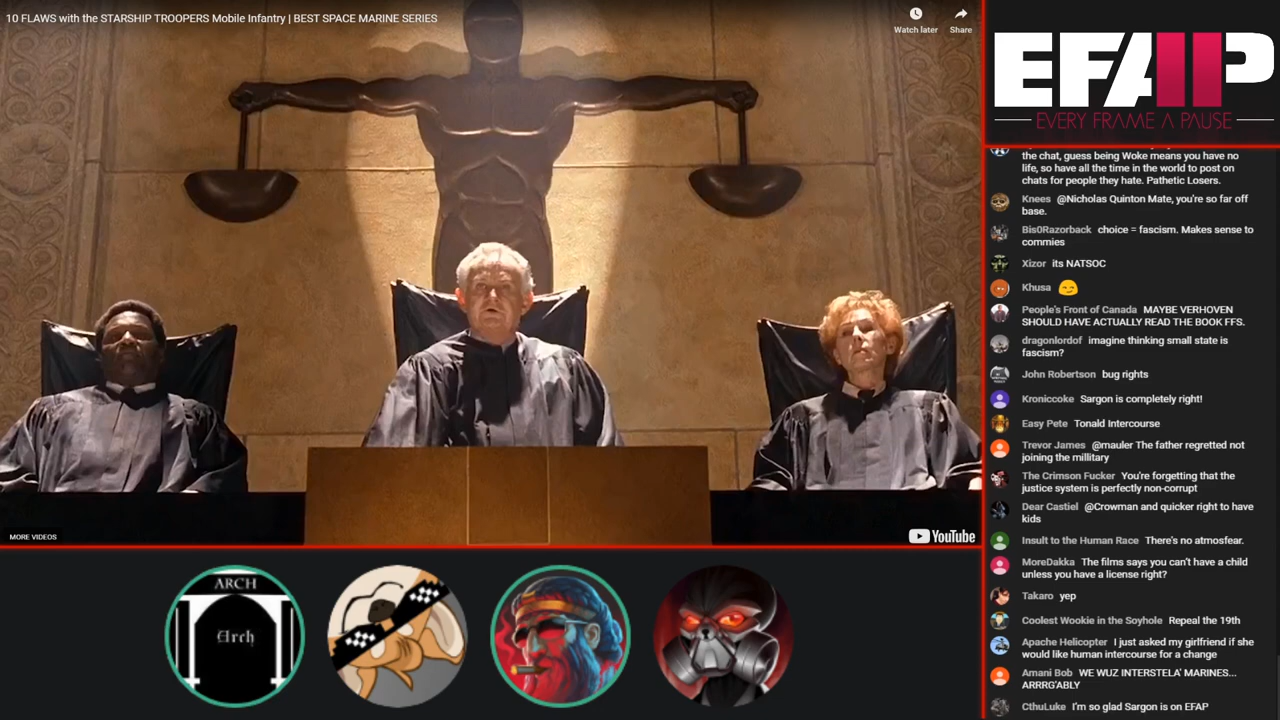 10 FLAWS with the STARSHIP TROOPERS Mobile Infantry | BEST SPACE MARINE SERIES
Watch later
Share
MORE VIDEOS
YouTube
ARCH
Arch
EFAP
EVERY FRAME A PAUSE
the chat, guess being Woke means you have no
life, so have all the time in the world to post on
chats for people they hate. Pathetic Losers.
Knees @Nicholas Quinton Mate, you're so far off
base.
Bis0Razorback choice = fascism. Makes sense to
commies
Xizor its NATSOC
Khusa
People's Front of Canada MAYBE VERHOVEN
SHOULD HAVE ACTUALLY READ THE BOOK FFS.
dragonlordof imagine thinking small state is
fascism?
John Robertson bug rights
Kroniccoke Sargon is completely right!
Easy Pete Tonald Intercourse
Trevor James @mauler The father regretted not
joining the millitary
The Crimson Fucker You're forgetting that the
justice system is perfectly non-corrupt
Dear Castiel @Crowman and quicker right to have
kids
Insult to the Human Race There's no atmosfear.
MoreDakka The films says you can't have a child
unless you have a license right?
Takaro yep
Coolest Wookie in the Soyhole Repeal the 19th
Apache Helicopter I just asked my girlfriend if she
would like human intercourse for a change
Amani Bob WE WUZ INTERSTELA' MARINES...
ARRRG'ABLY
CthuLuke I'm so glad Sargon is on EFAP